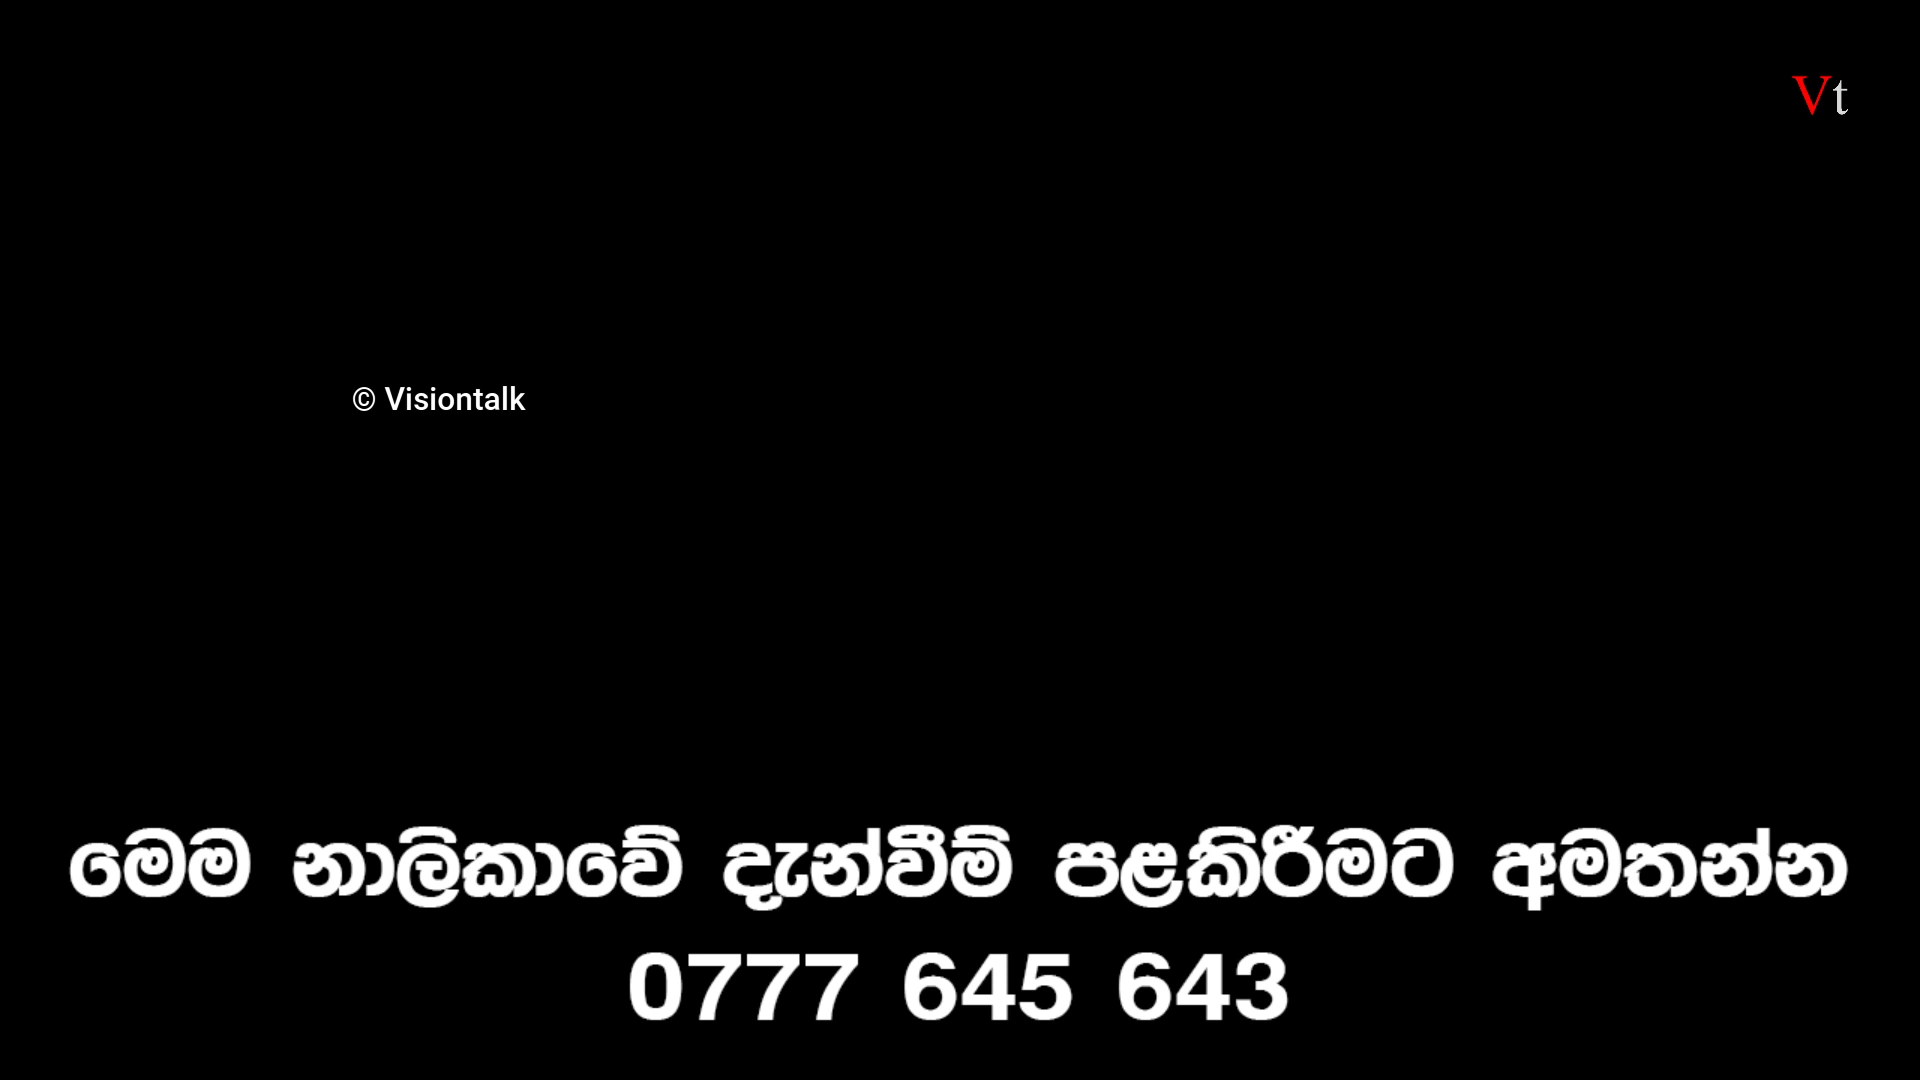 Vt
© Visiontalk
මෙම නාලිකාවේ දැන්වීම් පළකිරීමට අමතන්න
0777 645 643